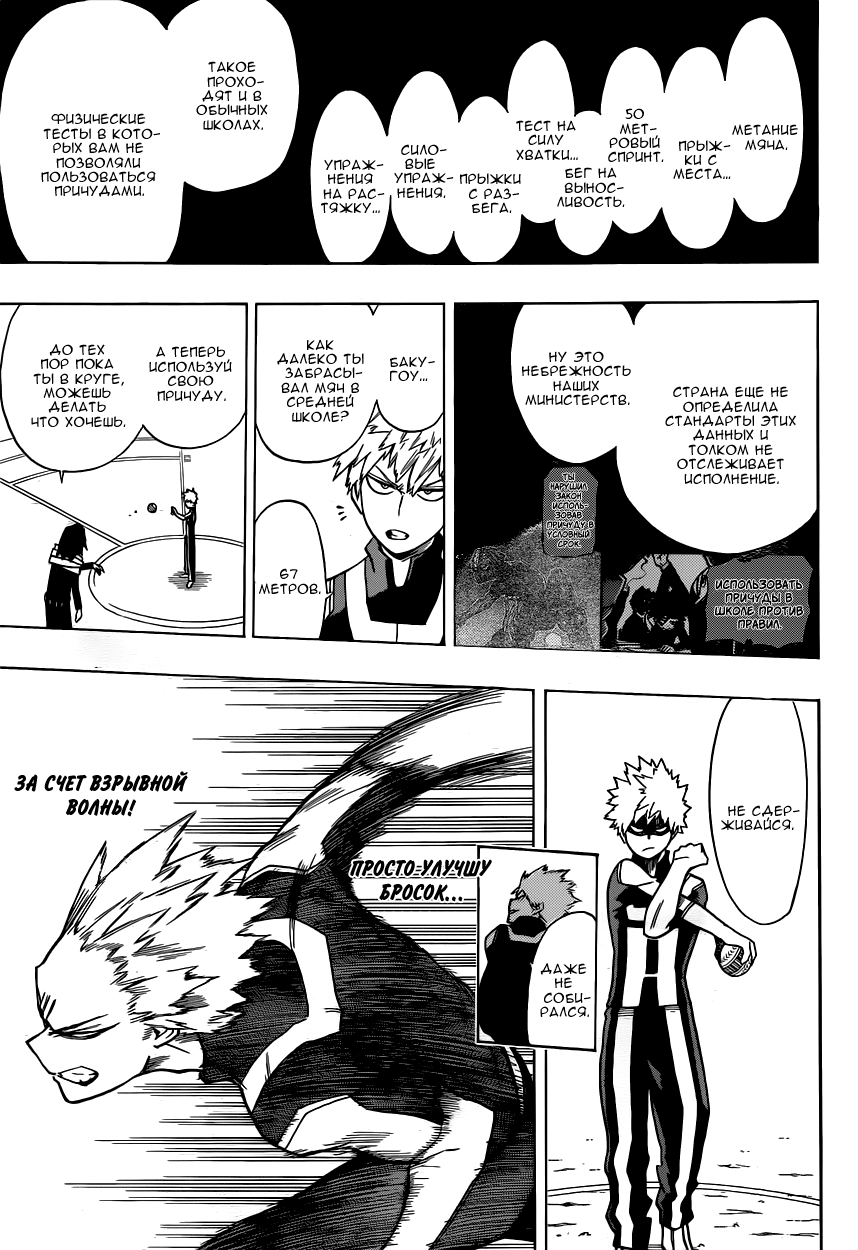 МЕТАНИЕ
МЯЧА.
ПРЫЖ-
КИ С
МЕСТА...
50
МЕТ-
РОВЫЙ
СПРИНТ.
БЕГ НА
ВЫНОС-
ЛИВОСТЬ.
ТЕСТ НА
СИЛУ
ХВАТКИ...
ПРЫЖКИ
С РАЗ-
БЕГА.
СИЛО-
ВЫЕ
УПРАЖ-
НЕНИЯ.
УПРАЖ-
НЕНИЯ
НА РАС-
ТЯЖКУ...
ТАКОЕ
ПРОХО-
ДЯТ И В
ОБЫЧНЫХ
ШКОЛАХ.
ФИЗИЧЕСКИЕ
ТЕСТЫ В КОТО-
РЫХ ВАМ НЕ
ПОЗВОЛЯЛИ
ПОЛЬЗОВАТЬСЯ
ПРИЧУДАМИ.
СТРАНА ЕЩЕ НЕ
ОПРЕДЕЛИЛА
СТАНДАРТЫ ЭТИХ
ДАННЫХ И
ТОЛКОМ НЕ
ОТСЛЕЖИВАЕТ
ИСПОЛНЕНИЕ.
НУ ЭТО
НЕБРЕЖНОСТЬ
НАШИХ
МИНИСТЕРСТВ.
ИСПОЛЬЗОВАТЬ
ПРИЧУДЫ В
ШКОЛЕ ПРОТИВ
ПРАВИЛ.
ТЫ
НАРУШИЛ
ЗАКОН
ИСПОЛЬ-
ЗОВАВ
ПРИЧУДУ В
УСЛОВНЫЙ
СРОК.
БАКУ-
ГОУ...
КАК
ДАЛЕКО ТЫ
ЗАБРАСЫ-
ВАЛ МЯЧ В
СРЕДНЕЙ
ШКОЛЕ?
67
МЕТРОВ.
А ТЕПЕРЬ
ИСПОЛЬЗУЙ
СВОЮ
ПРИЧУДУ.
ДО ТЕХ
ПОР ПОКА
ТЫ В КРУГЕ,
МОЖЕШЬ
ДЕЛАТЬ
ЧТО ХОЧЕШЬ.
НЕ СДЕР-
ЖИВАЙСЯ.
ДАЖЕ
НЕ
СОБИ-
РАЛСЯ.
ПРОСТО УЛУЧШУ
БРОСОК...
ЗА СЧЕТ ВЗРЫВНОЙ
ВОЛНЫ!